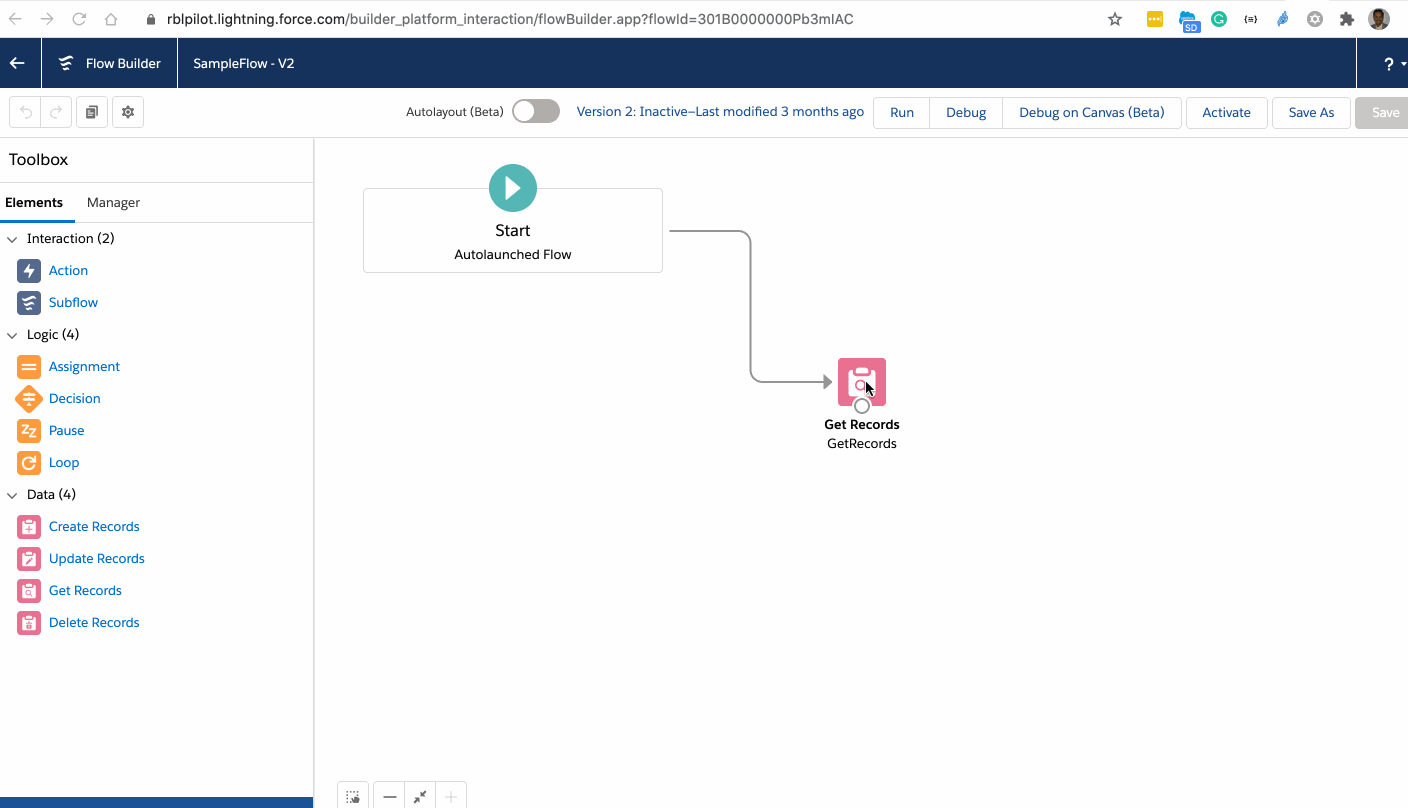 rblpilot.lightning.force.com/builder_platform_interaction/flowBuilder.app?flowId=301B0000000Pb3mIAC
SD
Flow Builder
SampleFlow - V2
?
Autolayout (Beta)
Version 2: Inactive–Last modified 3 months ago
Run
Debug
Debug on Canvas (Beta)
Activate
Save As
Save
Toolbox
Elements
Manager
Interaction (2)
Action
Subflow
Logic (4)
Assignment
Decision
Pause
Loop
Data (4)
Create Records
Update Records
Get Records
Delete Records
Start
Autolaunched Flow
Get Records
GetRecords